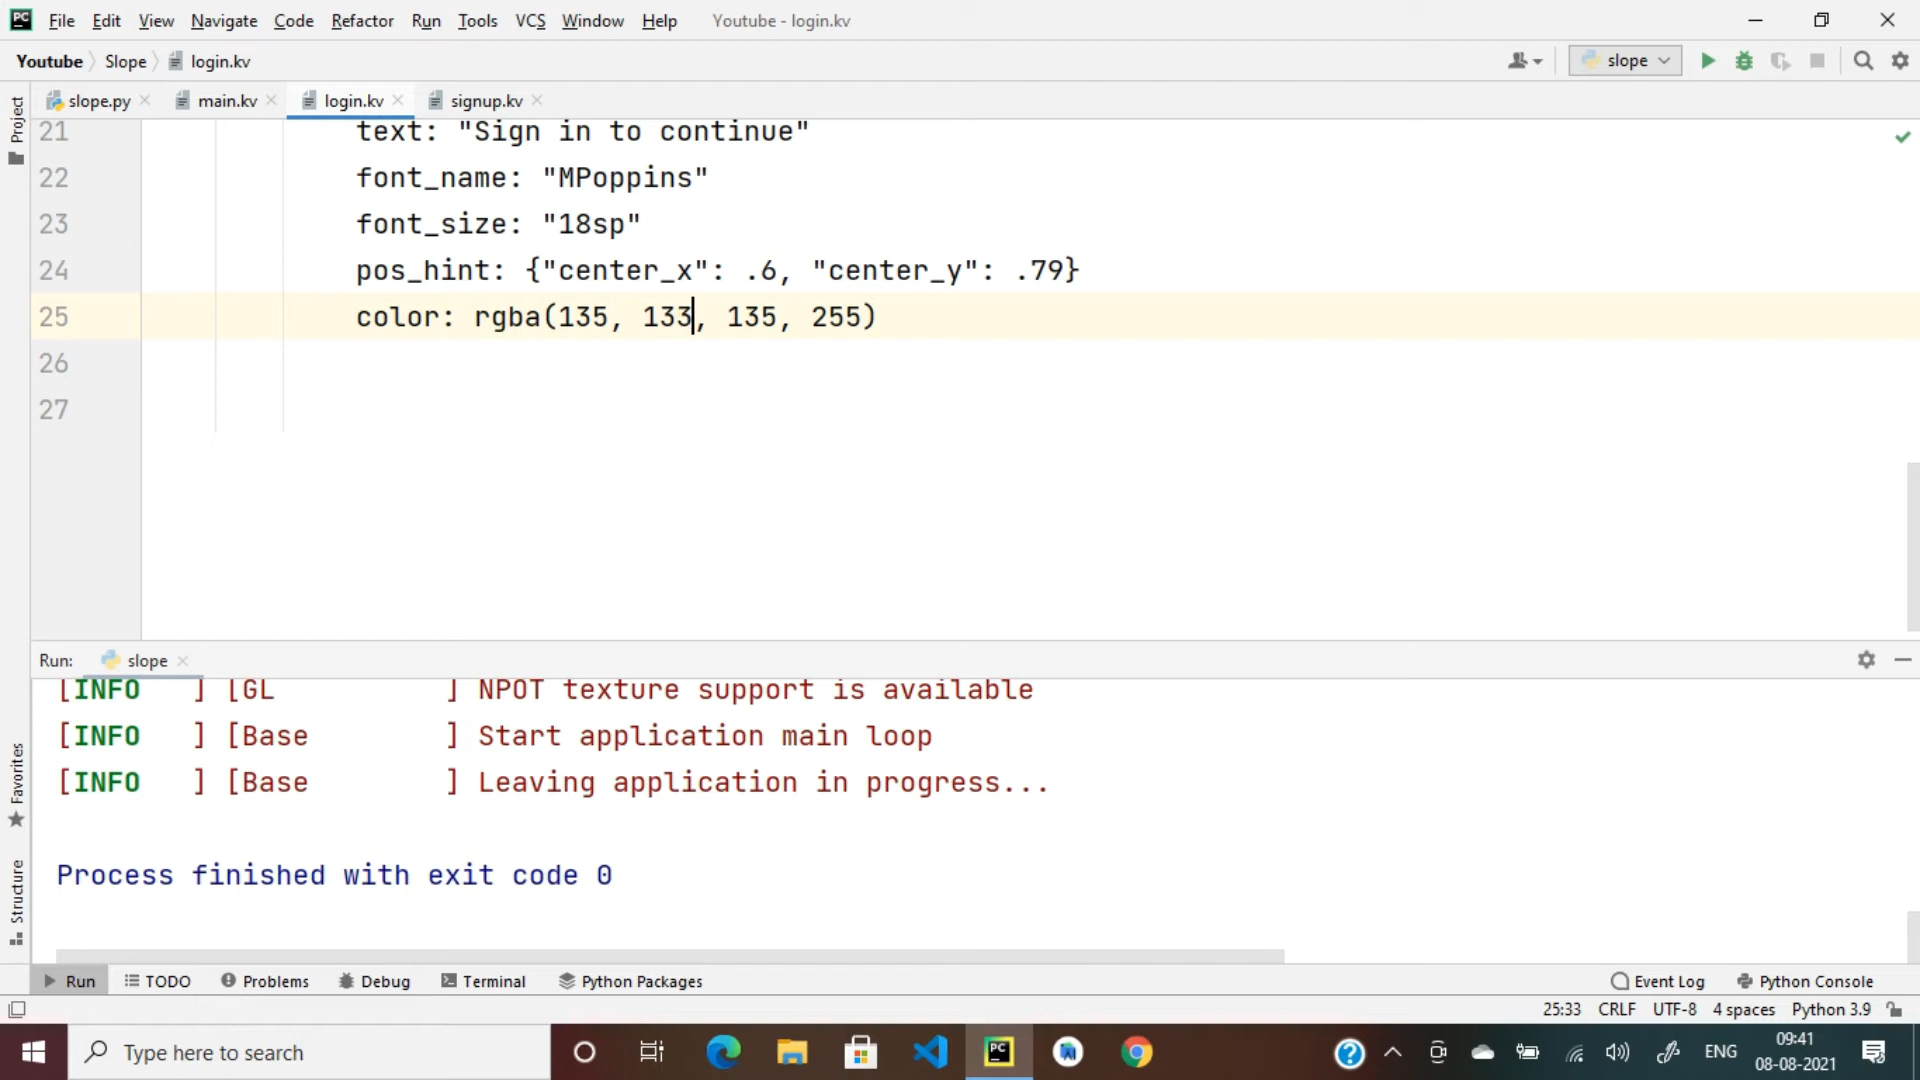 File Edit View Navigate Code Refactor Run Tools VCS Window Help Youtube - login.kv
Youtube Slope login.kv slope
Project
slope.py main.kv login.kv signup.kv
21 text: "Sign in to continue"
22 font_name: "MPoppins"
23 font_size: "18sp"
24 pos_hint: {"center_x": .6, "center_y": .79}
25 color: rgba(135, 133, 135, 255)
26
27
Run: slope
[INFO ] [GL ] NPOT texture support is available
[INFO ] [Base ] Start application main loop
[INFO ] [Base ] Leaving application in progress...
Process finished with exit code 0
Favorites
Structure
Run TODO Problems Debug Terminal Python Packages Event Log Python Console
25:33 CRLF UTF-8 4 spaces Python 3.9
Type here to search PC ENG 09:41
08-08-2021